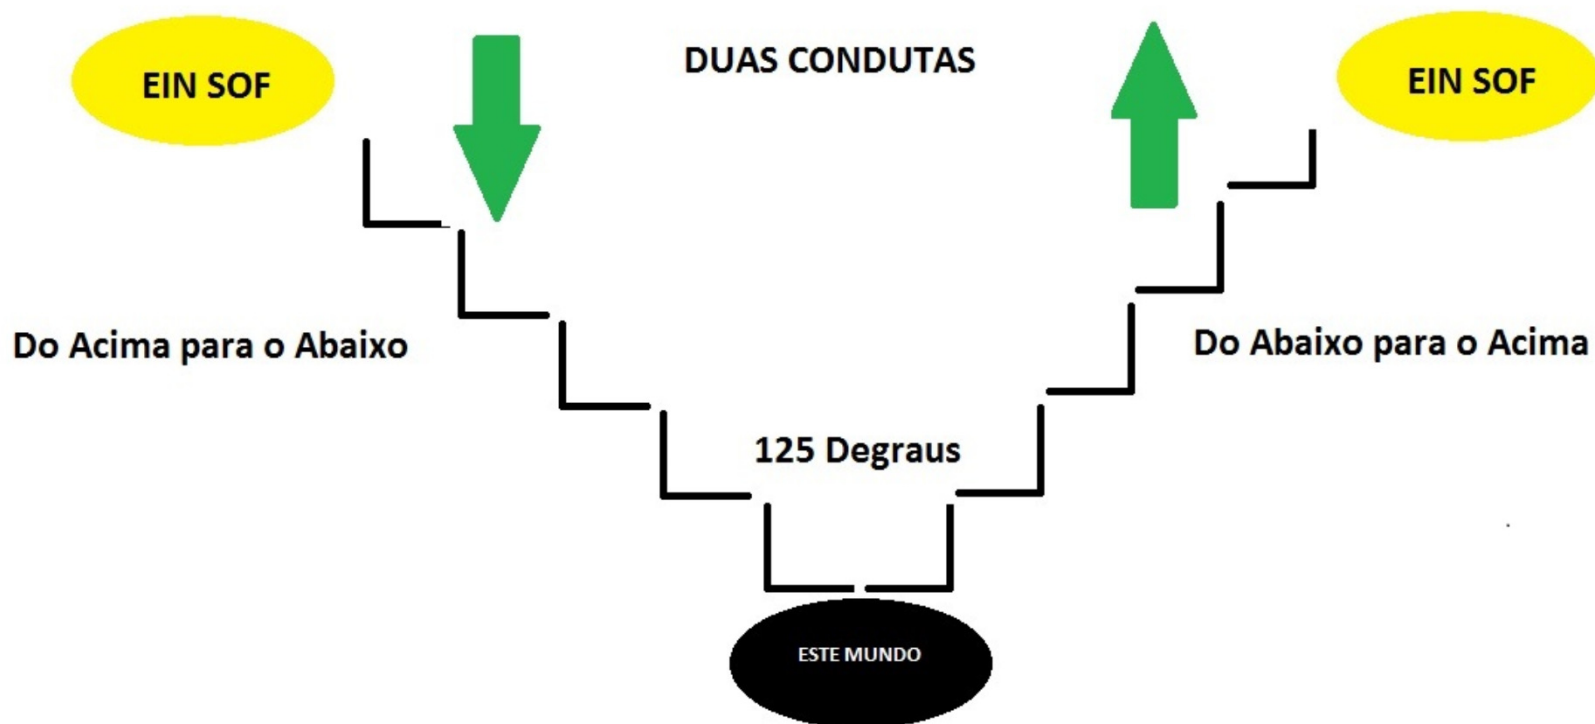 EIN SOF
DUAS CONDUTAS
EIN SOF
Do Acima para o Abaixo
Do Abaixo para o Acima
125 Degraus
ESTE MUNDO